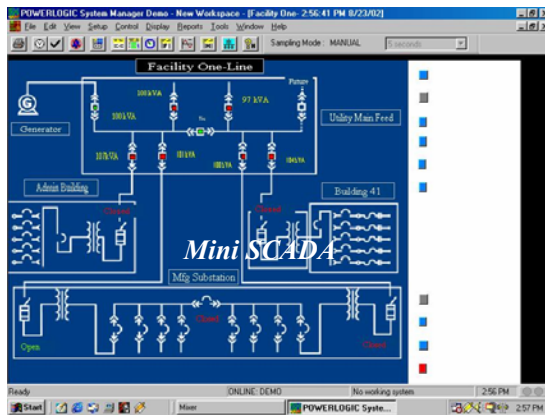 POWERLOGIC System Manager Demo - New Workspace - [Facility One- 2:56:41 PM 8/23/02]
File Edit View Setup Control Display Reports Tools Window Help
Sampling Mode : MANUAL 5 seconds
Facility One-Line
100 kVA
97 kVA
Future
G
100 kVA
Generator
Utility Main Feed
Admin Building
Building 41
Closed
Closed
Mini SCADA
Mfg Substation
Closed
Open
Closed
Ready ONLINE: DEMO No working system 2:56 PM
Start Mixer POWERLOGIC Syste... 2:57 PM